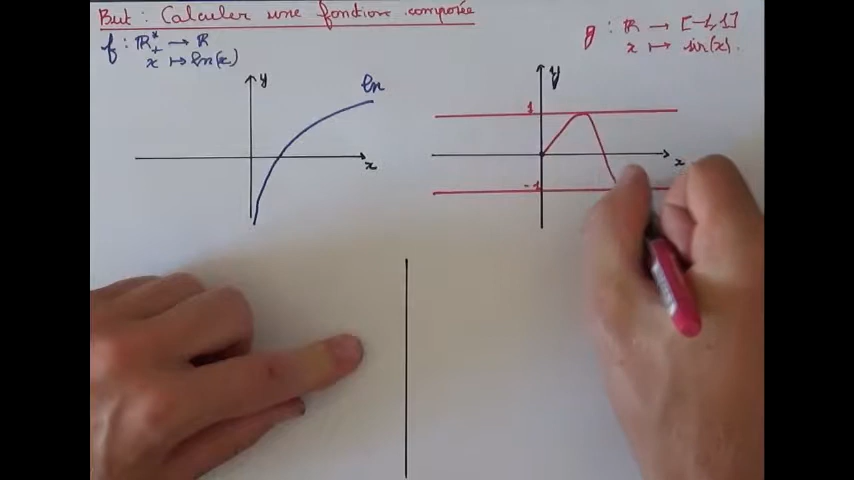 But : Calculer une fonction composée
f : ℝ₊* → ℝ
x ↦ ln(x)
g : ℝ → [-1, 1]
x ↦ sin(x).
y
ln
x
y
1
x
-1